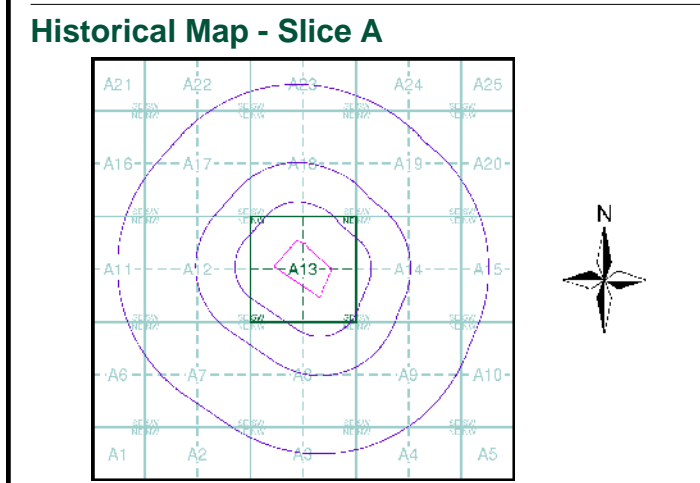 Historical Map - Slice A
A21 A22 A23 A24 A25
A16 A17 A18 A19 A20
N
A11 A12 A13 A14 A15
A6 A7 A8 A9 A10
A1 A2 A3 A4 A5